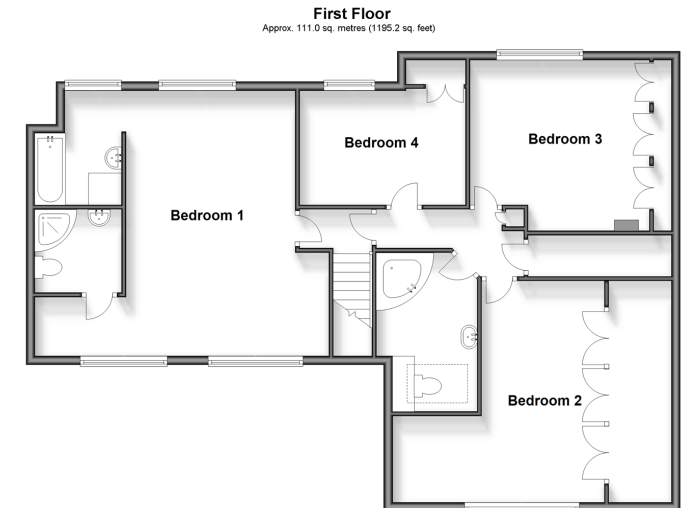 First Floor
Approx. 111.0 sq. metres (1195.2 sq. feet)
Bedroom 3
Bedroom 4
Bedroom 1
Bedroom 2